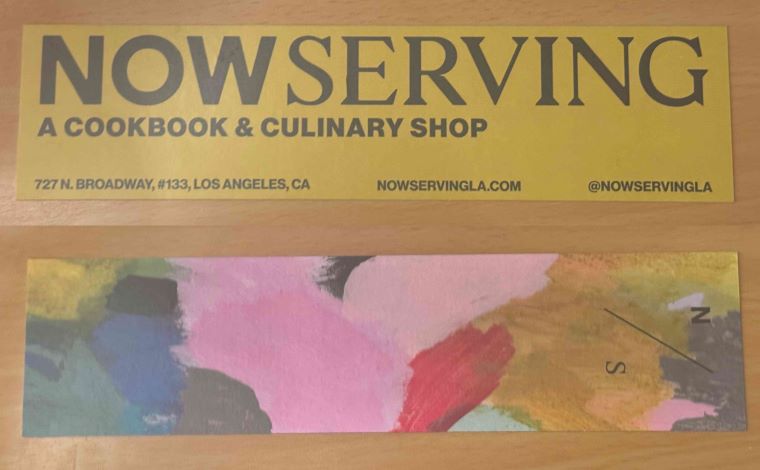 NOWSERVING
A COOKBOOK & CULINARY SHOP
727 N. BROADWAY, #133, LOS ANGELES, CA
NOWSERVINGLA.COM
@NOWSERVINGLA
N/S